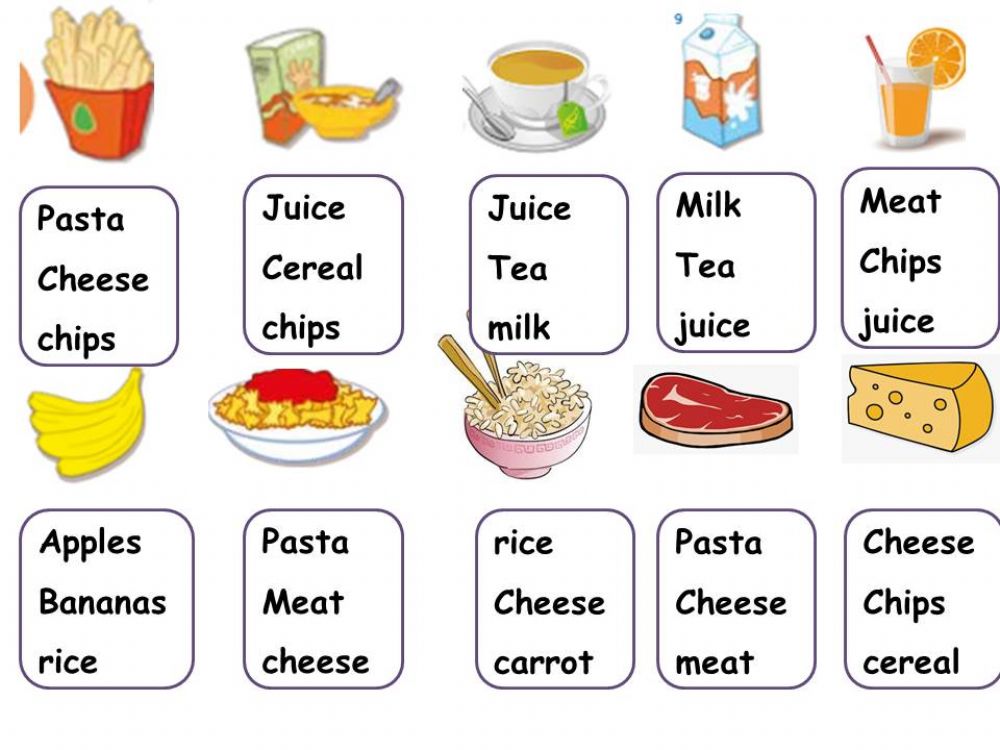 9
Pasta
Cheese
chips
Juice
Cereal
chips
Juice
Tea
milk
Milk
Tea
juice
Meat
Chips
juice
Apples
Bananas
rice
Pasta
Meat
cheese
rice
Cheese
carrot
Pasta
Cheese
meat
Cheese
Chips
cereal